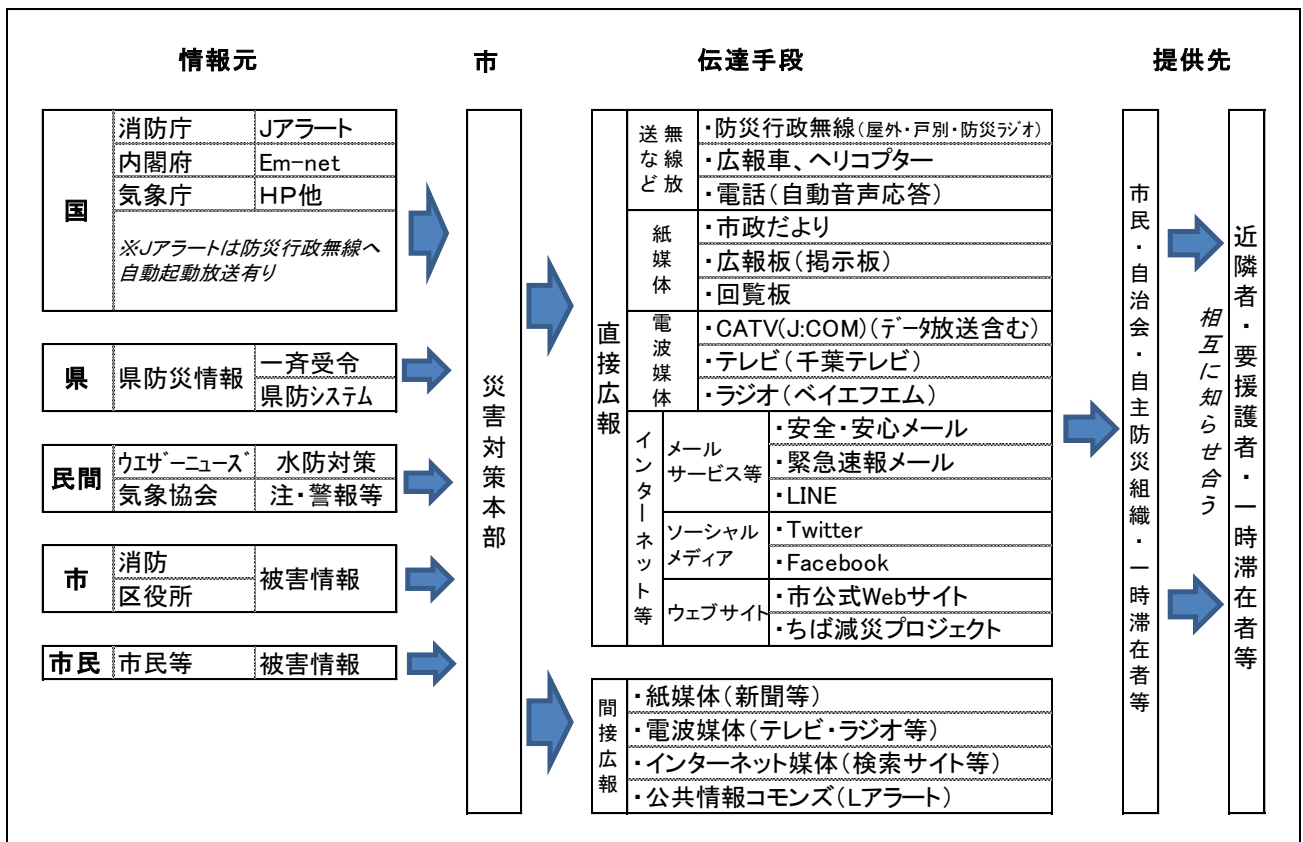 情報元
市
伝達手段
提供先
国
消防庁 Jアラート
内閣府 Em-net
気象庁 HP他
※Jアラートは防災行政無線へ
自動起動放送有り
県
県防災情報
一斉受令
県防システム
民間
ウエザーニューズ 水防対策
気象協会 注・警報等
市
消防
区役所
被害情報
市民 市民等 被害情報
災害対策本部
直接広報
無線放送など
・防災行政無線(屋外・戸別・防災ラジオ)
・広報車、ヘリコプター
・電話(自動音声応答)
紙媒体
・市政だより
・広報板(掲示板)
・回覧板
電波媒体
・CATV(J:COM)(データ放送含む)
・テレビ(千葉テレビ)
・ラジオ(ベイエフエム)
インターネット等
メール
サービス等
・安全・安心メール
・緊急速報メール
・LINE
ソーシャル
メディア
・Twitter
・Facebook
ウェブサイト
・市公式Webサイト
・ちば減災プロジェクト
間接広報
・紙媒体(新聞等)
・電波媒体(テレビ・ラジオ等)
・インターネット媒体(検索サイト等)
・公共情報コモンズ(Lアラート)
市民・自治会・自主防災組織・一時滞在者等
相互に知らせ合う
近隣者・要援護者・一時滞在者等